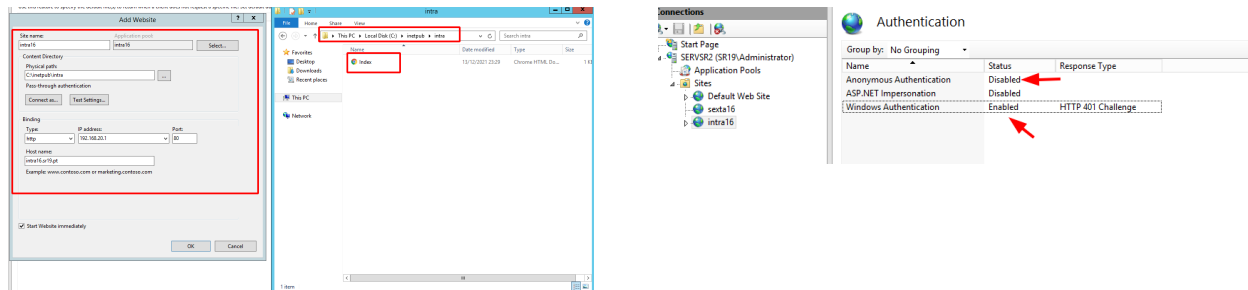 Add Website
? X
Site name:
Application pool:
intra16
intra16
Select...
Content Directory
Physical path:
C:\inetpub\intra
...
Pass-through authentication
Connect as...
Test Settings...
Binding
Type:
IP address:
Port:
http
192.168.20.1
80
Host name:
intra16.sr19.pt
Example: www.contoso.com or marketing.contoso.com
Start Website immediately
OK
Cancel
intra
File
Home
Share
View
This PC
Local Disk (C:)
inetpub
intra
Search intra
Favorites
Desktop
Downloads
Recent places
This PC
Network
Name
Date modified
Type
Size
Index
13/12/2021 23:29
Chrome HTML Do...
1 item
Connections
Start Page
SERVSR2 (SR19\Administrator)
Application Pools
Sites
Default Web Site
sexta16
intra16
Authentication
Group by: No Grouping
Name
Status
Response Type
Anonymous Authentication
Disabled
ASP.NET Impersonation
Disabled
Windows Authentication
Enabled
HTTP 401 Challenge